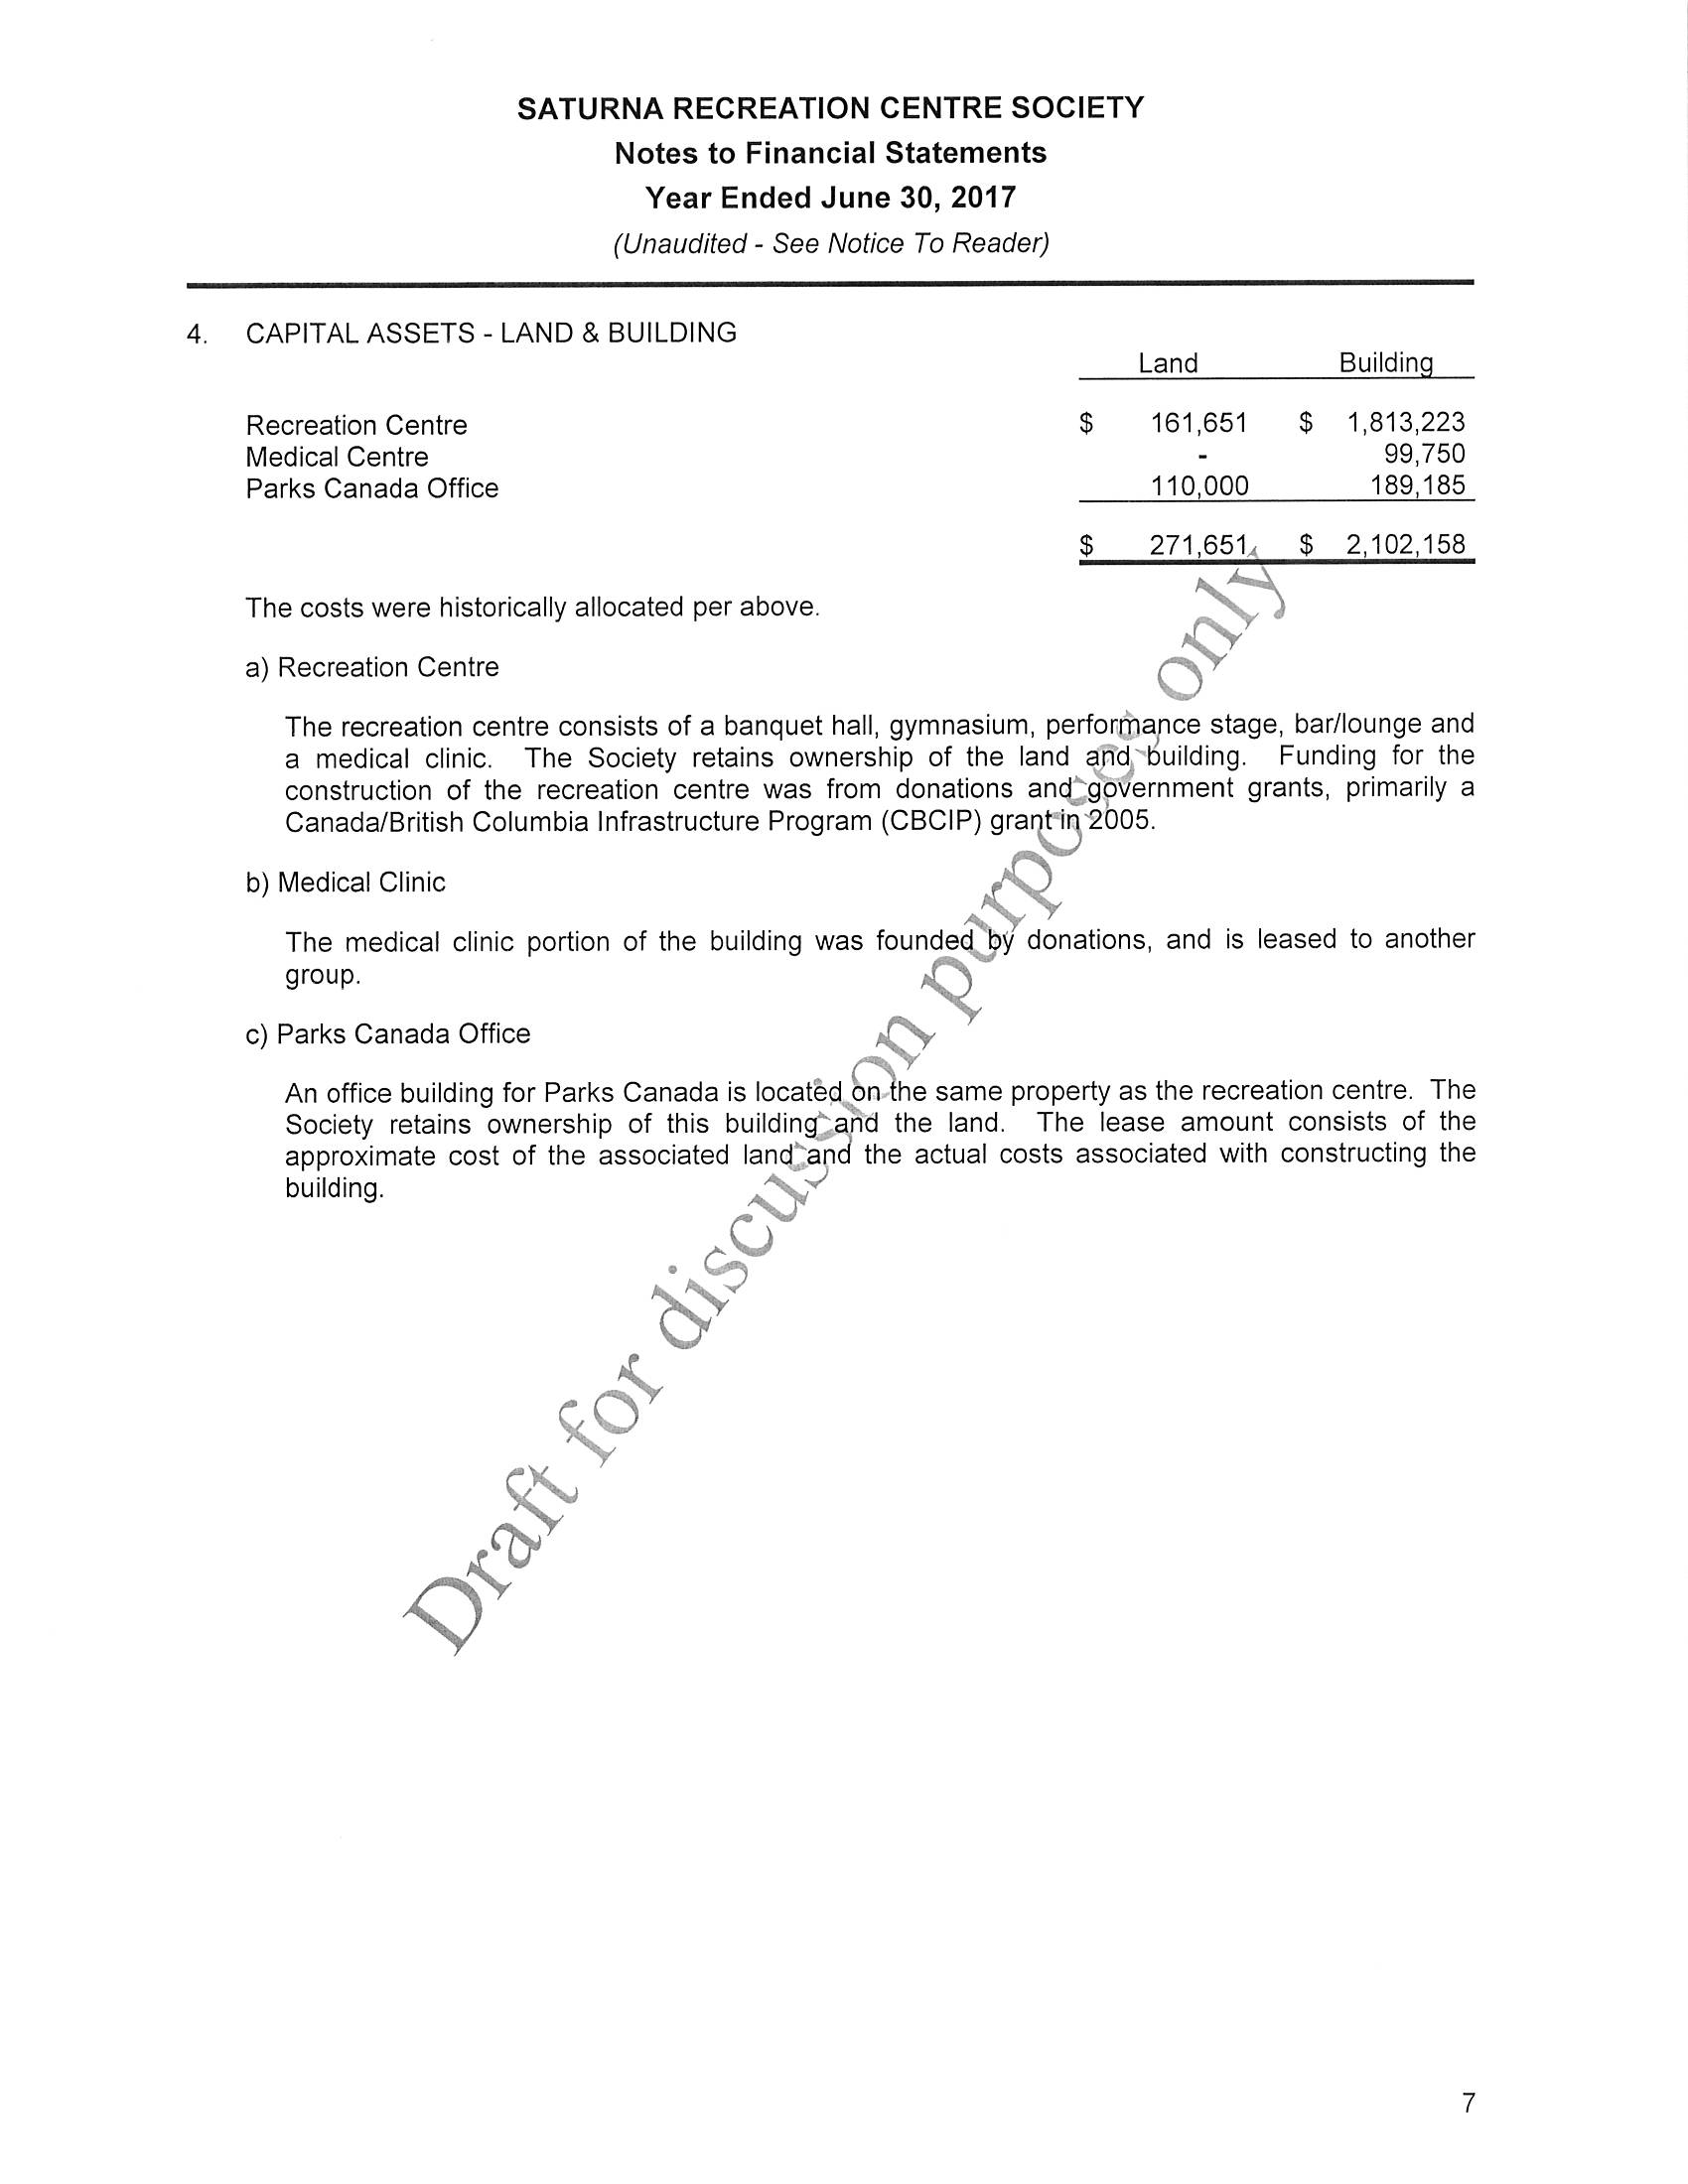 SATURNA RECREATION CENTRE SOCIETY
Notes to Financial Statements
Year Ended June 30, 2017
(Unaudited - See Notice To Reader)
4. CAPITAL ASSETS - LAND & BUILDING
Land Building
Recreation Centre $ 161,651 $ 1,813,223
Medical Centre - 99,750
Parks Canada Office 110,000 189,185
$ 271,651 $ 2,102,158
The costs were historically allocated per above.
a) Recreation Centre
The recreation centre consists of a banquet hall, gymnasium, performance stage, bar/lounge and
a medical clinic. The Society retains ownership of the land and building. Funding for the
construction of the recreation centre was from donations and government grants, primarily a
Canada/British Columbia Infrastructure Program (CBCIP) grant in 2005.
b) Medical Clinic
The medical clinic portion of the building was founded by donations, and is leased to another
group.
c) Parks Canada Office
An office building for Parks Canada is located on the same property as the recreation centre. The
Society retains ownership of this building and the land. The lease amount consists of the
approximate cost of the associated land and the actual costs associated with constructing the
building.
Draft for discussion purposes only
7